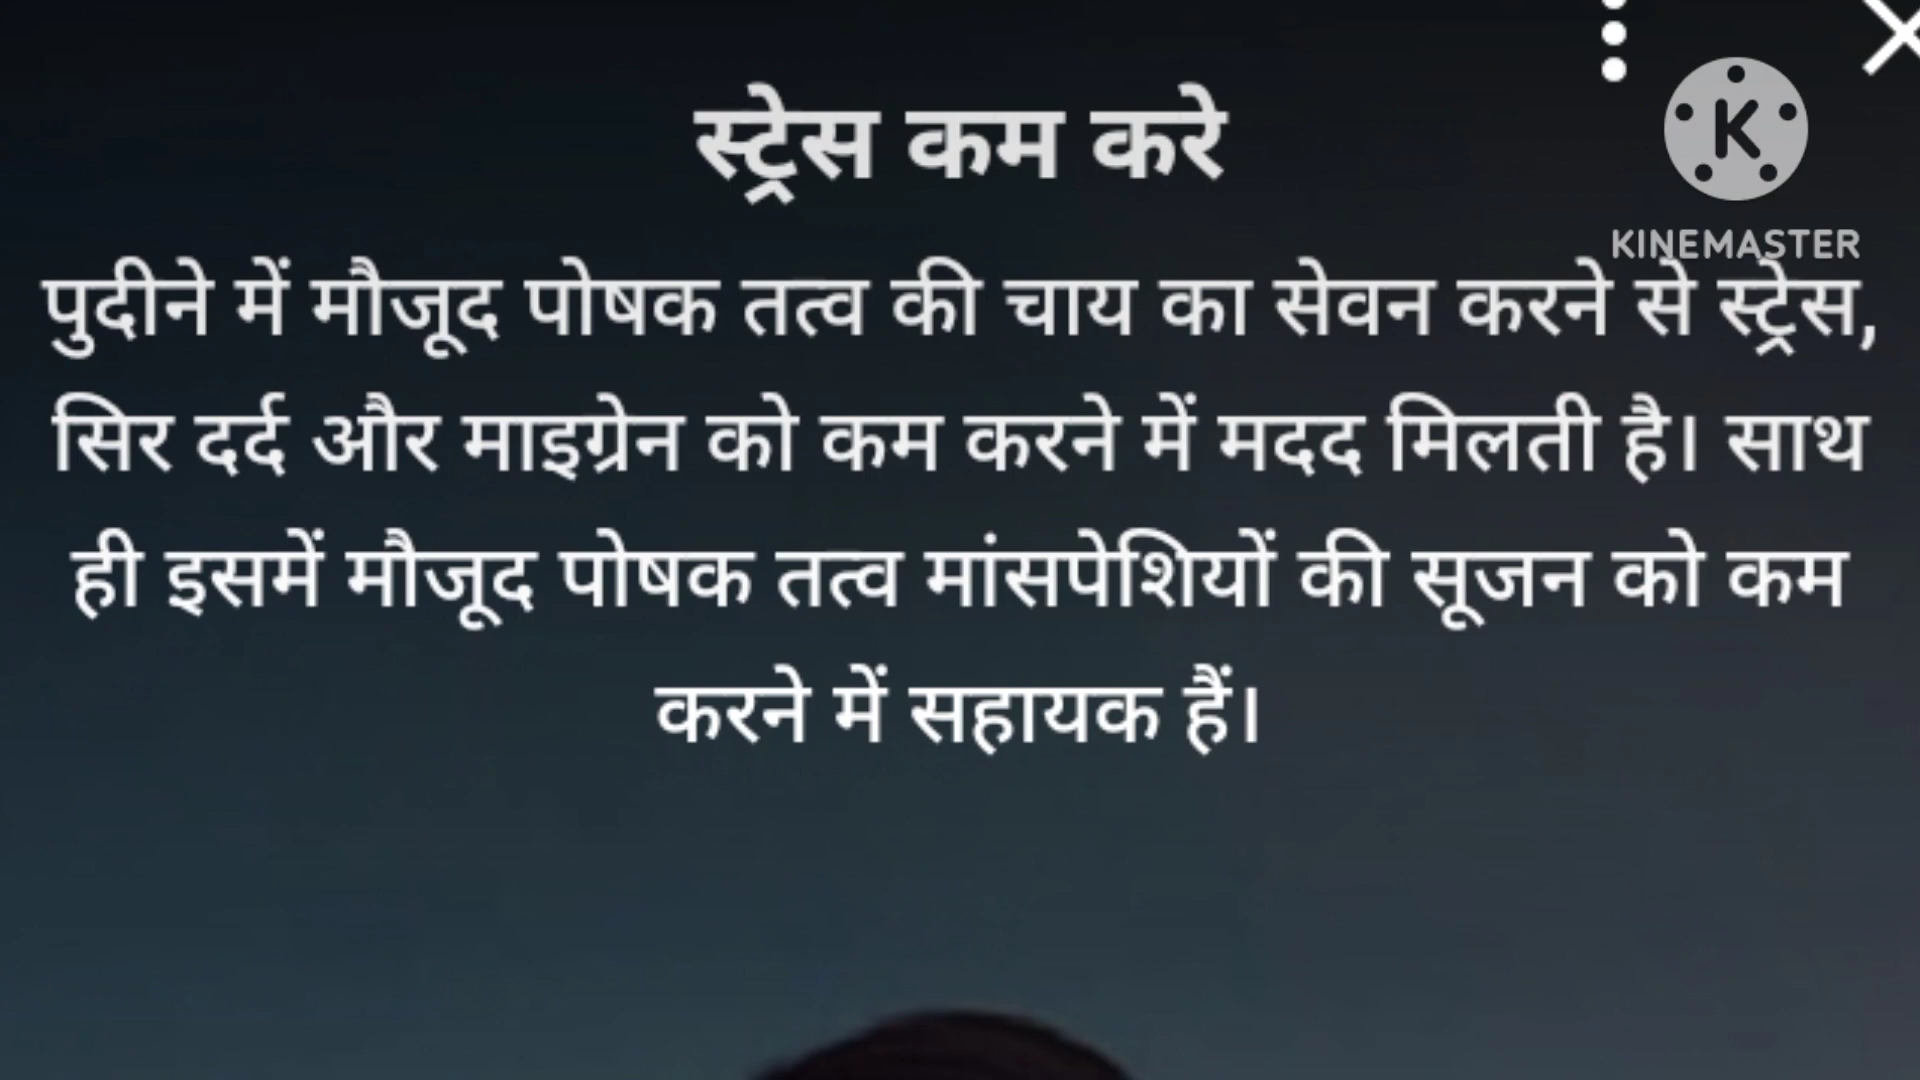 स्ट्रेस कम करे
KINEMASTER
पुदीने में मौजूद पोषक तत्व की चाय का सेवन करने से स्ट्रेस,
सिर दर्द और माइग्रेन को कम करने में मदद मिलती है। साथ
ही इसमें मौजूद पोषक तत्व मांसपेशियों की सूजन को कम
करने में सहायक हैं।